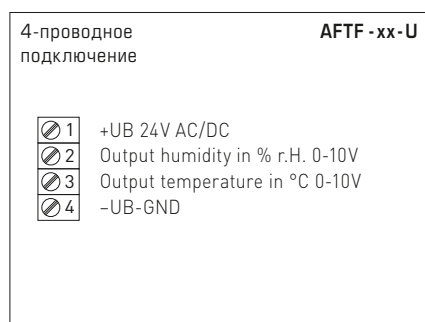 4-проводное AFTF - xx - U
подключение
1 +UB 24V AC/DC
2 Output humidity in % r.H. 0-10V
3 Output temperature in °C 0-10V
4 –UB-GND